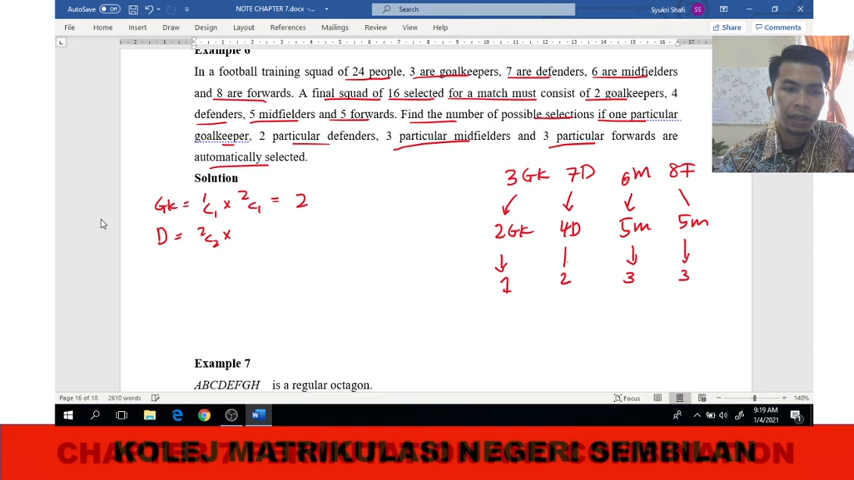 AutoSave Off NOTE CHAPTER 7.docx - ... Search Syukri Shafi SS
File Home Insert Draw Design Layout References Mailings Review View Help Share Comments
Example 6
In a football training squad of 24 people, 3 are goalkeepers, 7 are defenders, 6 are midfielders
and 8 are forwards. A final squad of 16 selected for a match must consist of 2 goalkeepers, 4
defenders, 5 midfielders and 5 forwards. Find the number of possible selections if one particular
goalkeeper, 2 particular defenders, 3 particular midfielders and 3 particular forwards are
automatically selected.
Solution
3 GK 7D 6M 8F
GK = ¹C₁ × ²C₁ = 2
2GK 4D 5m 5m
D = ²C₂ ×
1 2 3 3
Example 7
ABCDEFGH is a regular octagon.
Page 16 of 18 2610 words Focus 140%
9:19 AM
1/4/2021
KOLEJ MATRIKULASI NEGERI SEMBILAN